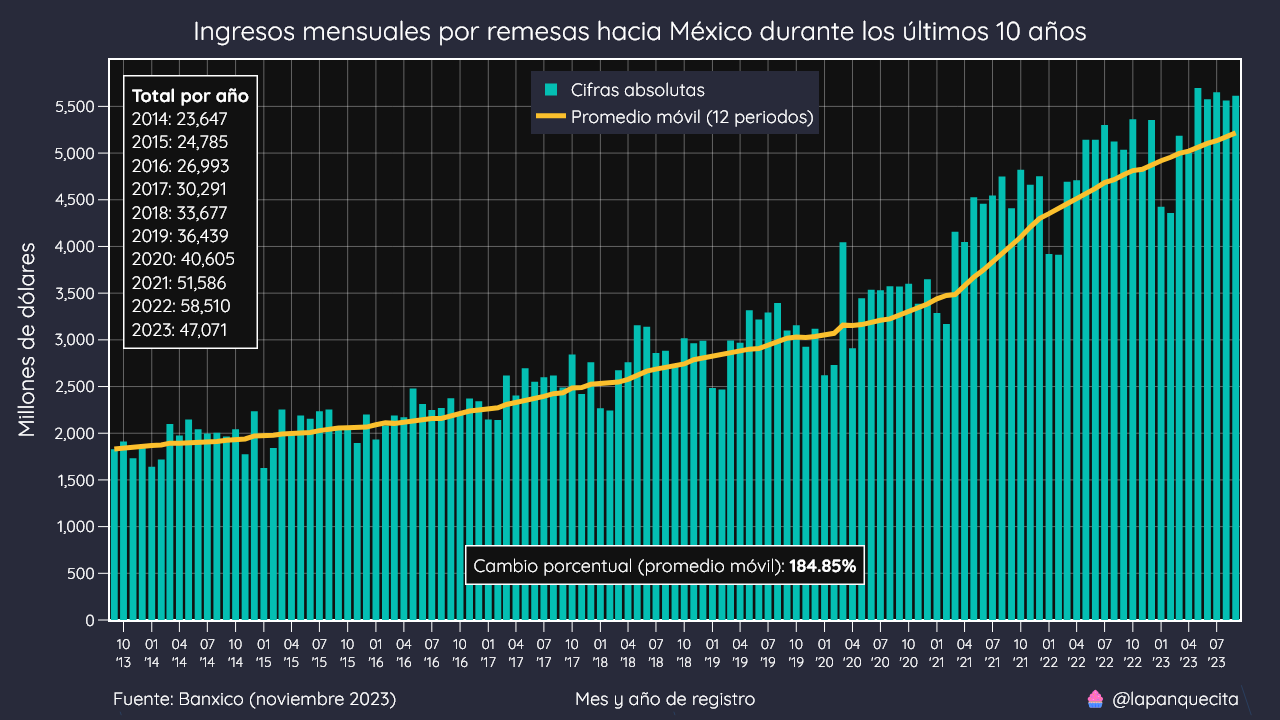 Ingresos mensuales por remesas hacia México durante los últimos 10 años
Total por año
2014: 23,647
2015: 24,785
2016: 26,993
2017: 30,291
2018: 33,677
2019: 36,439
2020: 40,605
2021: 51,586
2022: 58,510
2023: 47,071
Cifras absolutas
Promedio móvil (12 periodos)
Millones de dólares
5,500
5,000
4,500
4,000
3,500
3,000
2,500
2,000
1,500
1,000
500
0
Cambio porcentual (promedio móvil): 184.85%
10 01 04 07 10 01 04 07 10 01 04 07 10 01 04 07 10 01 04 07 10 01 04 07 10 01 04 07 10 01 04 07 10 01 04 07 10 01 04 07
'13 '14 '14 '14 '14 '15 '15 '15 '15 '16 '16 '16 '16 '17 '17 '17 '17 '18 '18 '18 '18 '19 '19 '19 '19 '20 '20 '20 '20 '21 '21 '21 '21 '22 '22 '22 '22 '23 '23 '23
Fuente: Banxico (noviembre 2023)
Mes y año de registro
@lapanquecita